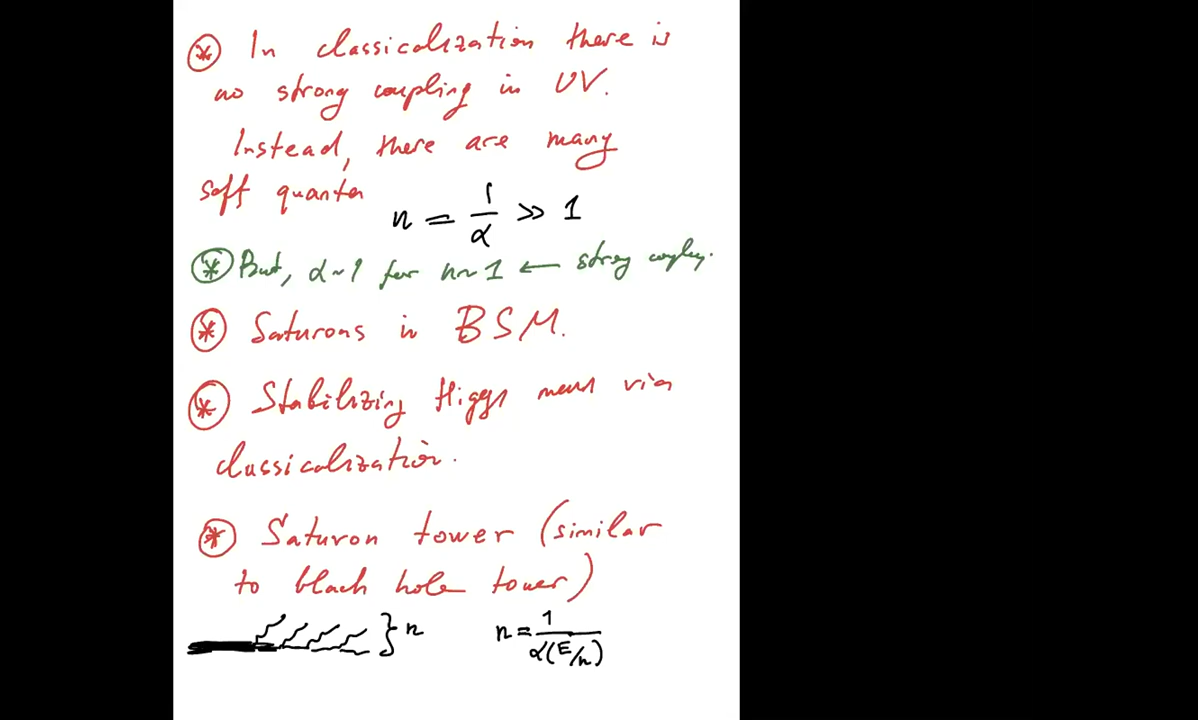 * In classicalization there is
no strong coupling in UV.
Instead, there are many
soft quanta
n = 1/α ≫ 1
* But, α~1 for n~1 ← strong coupling.
* Saturons in BSM.
* Stabilizing Higgs mass via
classicalization.
* Saturon tower (similar
to black hole tower)
} n n = 1/α(E/n)